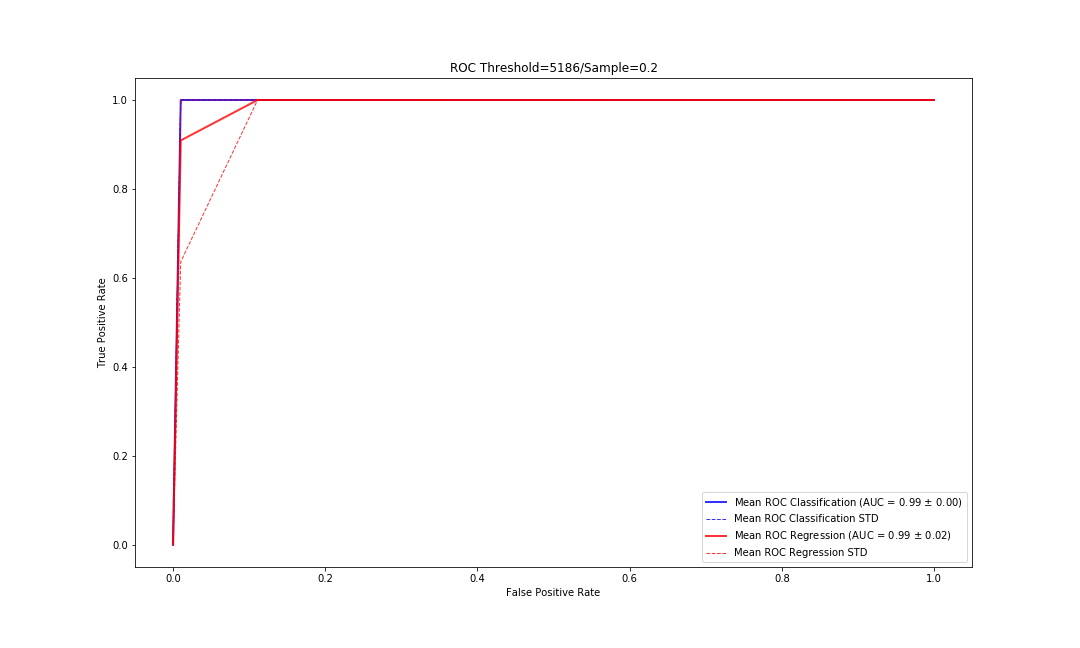 ROC Threshold=5186/Sample=0.2
1.0
0.8
0.6
0.4
0.2
0.0
True Positive Rate
Mean ROC Classification (AUC = 0.99 ± 0.00)
Mean ROC Classification STD
Mean ROC Regression (AUC = 0.99 ± 0.02)
Mean ROC Regression STD
0.0 0.2 0.4 0.6 0.8 1.0
False Positive Rate